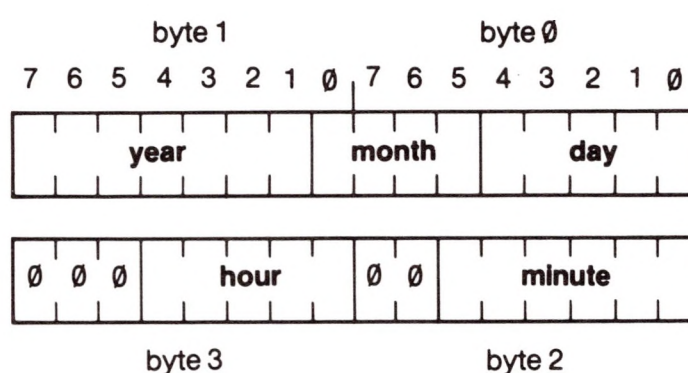 byte 1 byte Ø
7 6 5 4 3 2 1 Ø 7 6 5 4 3 2 1 Ø
year month day
Ø Ø Ø hour Ø Ø minute
byte 3 byte 2